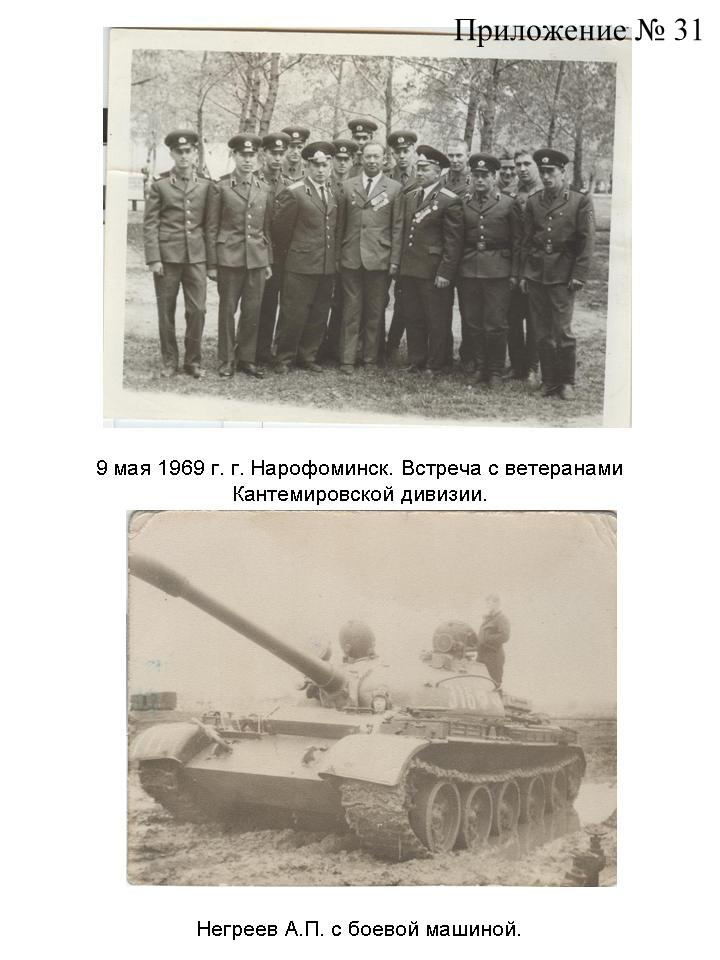 Приложение № 31
9 мая 1969 г. г. Нарофоминск. Встреча с ветеранами
Кантемировской дивизии.
Негреев А.П. с боевой машиной.